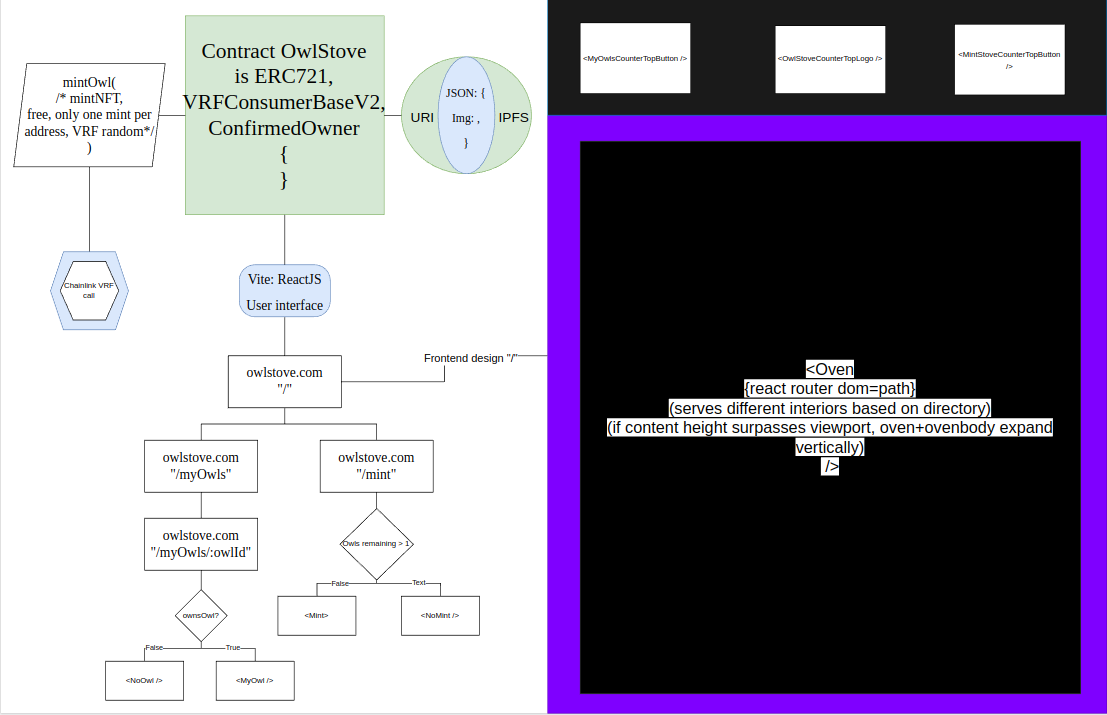 Contract OwlStove
is ERC721,
VRFConsumerBaseV2,
ConfirmedOwner
{
}
mintOwl(
/* mintNFT,
free, only one mint per
address, VRF random*/
)
URI
JSON: {
Img: ,
}
IPFS
Chainlink VRF
call
Vite: ReactJS
User interface
owlstove.com
"/"
Frontend design "/"
owlstove.com
"/myOwls"
owlstove.com
"/mint"
owlstove.com
"/myOwls/:owlId"
Owls remaining > 1
ownsOwl?
False
Text
<Mint>
<NoMint />
False
True
<NoOwl />
<MyOwl />
<MyOwlsCounterTopButton />
<OwlStoveCounterTopLogo />
<MintStoveCounterTopButton
/>
<Oven
{react router dom=path}
(serves different interiors based on directory)
(if content height surpasses viewport, oven+ovenbody expand
vertically)
/>